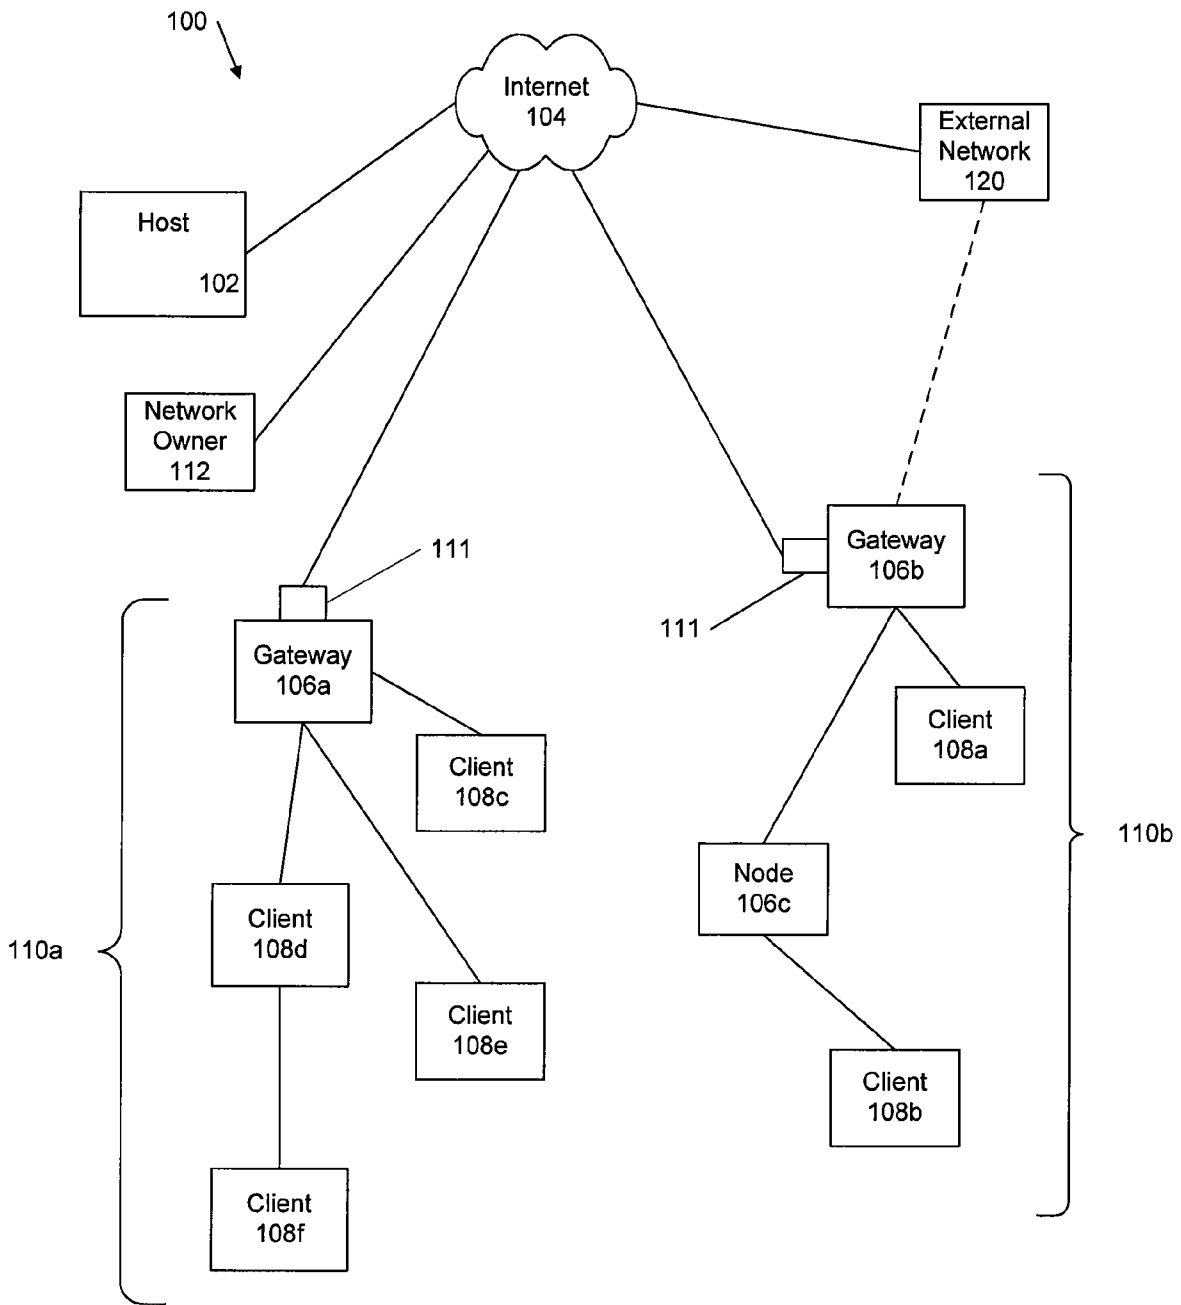 100
Internet
104
External
Network
120
Host
102
Network
Owner
112
111
Gateway
106b
111
Gateway
106a
Client
108a
Client
108c
110b
Node
106c
Client
108d
110a
Client
108e
Client
108b
Client
108f